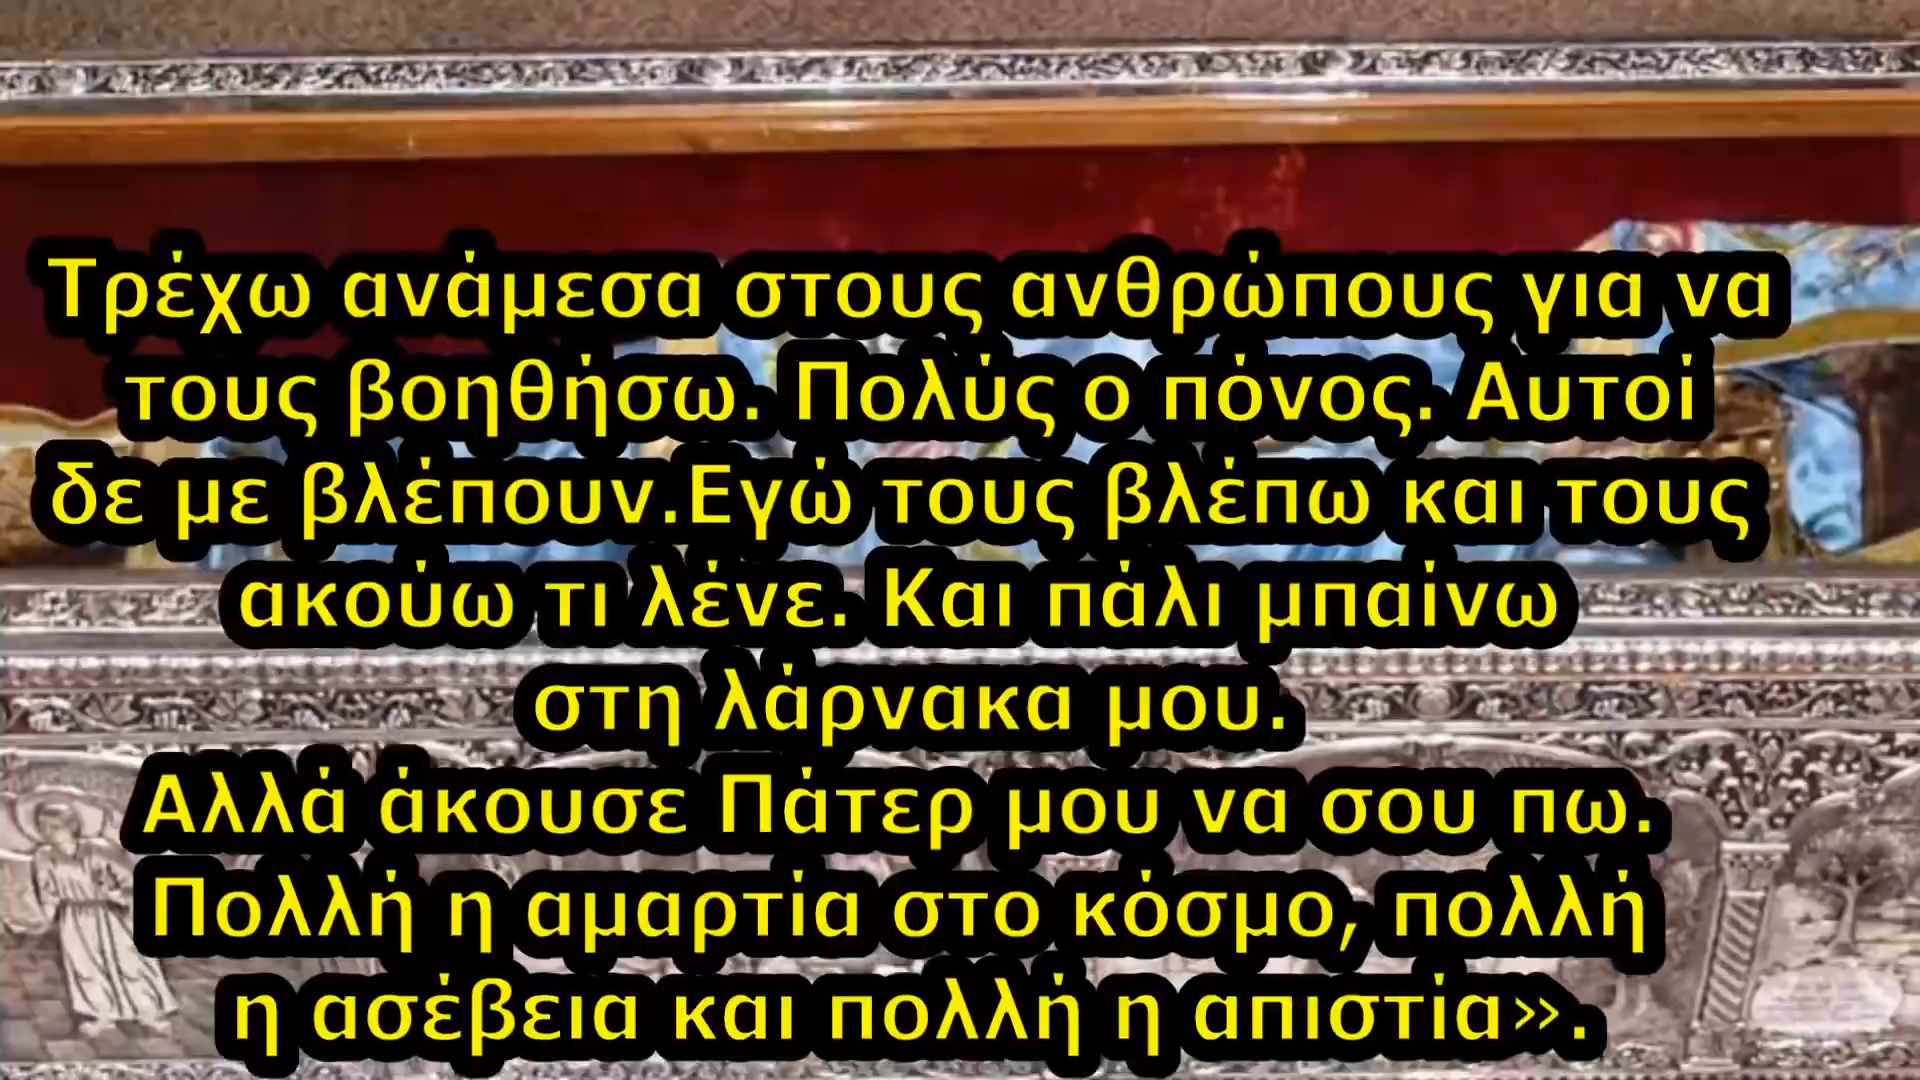 Τρέχω ανάμεσα στους ανθρώπους για να
τους βοηθήσω. Πολύς ο πόνος. Αυτοί
δε με βλέπουν.Εγώ τους βλέπω και τους
ακούω τι λένε. Και πάλι μπαίνω
στη λάρνακα μου.
Αλλά άκουσε Πάτερ μου να σου πω.
Πολλή η αμαρτία στο κόσμο, πολλή
η ασέβεια και πολλή η απιστία».